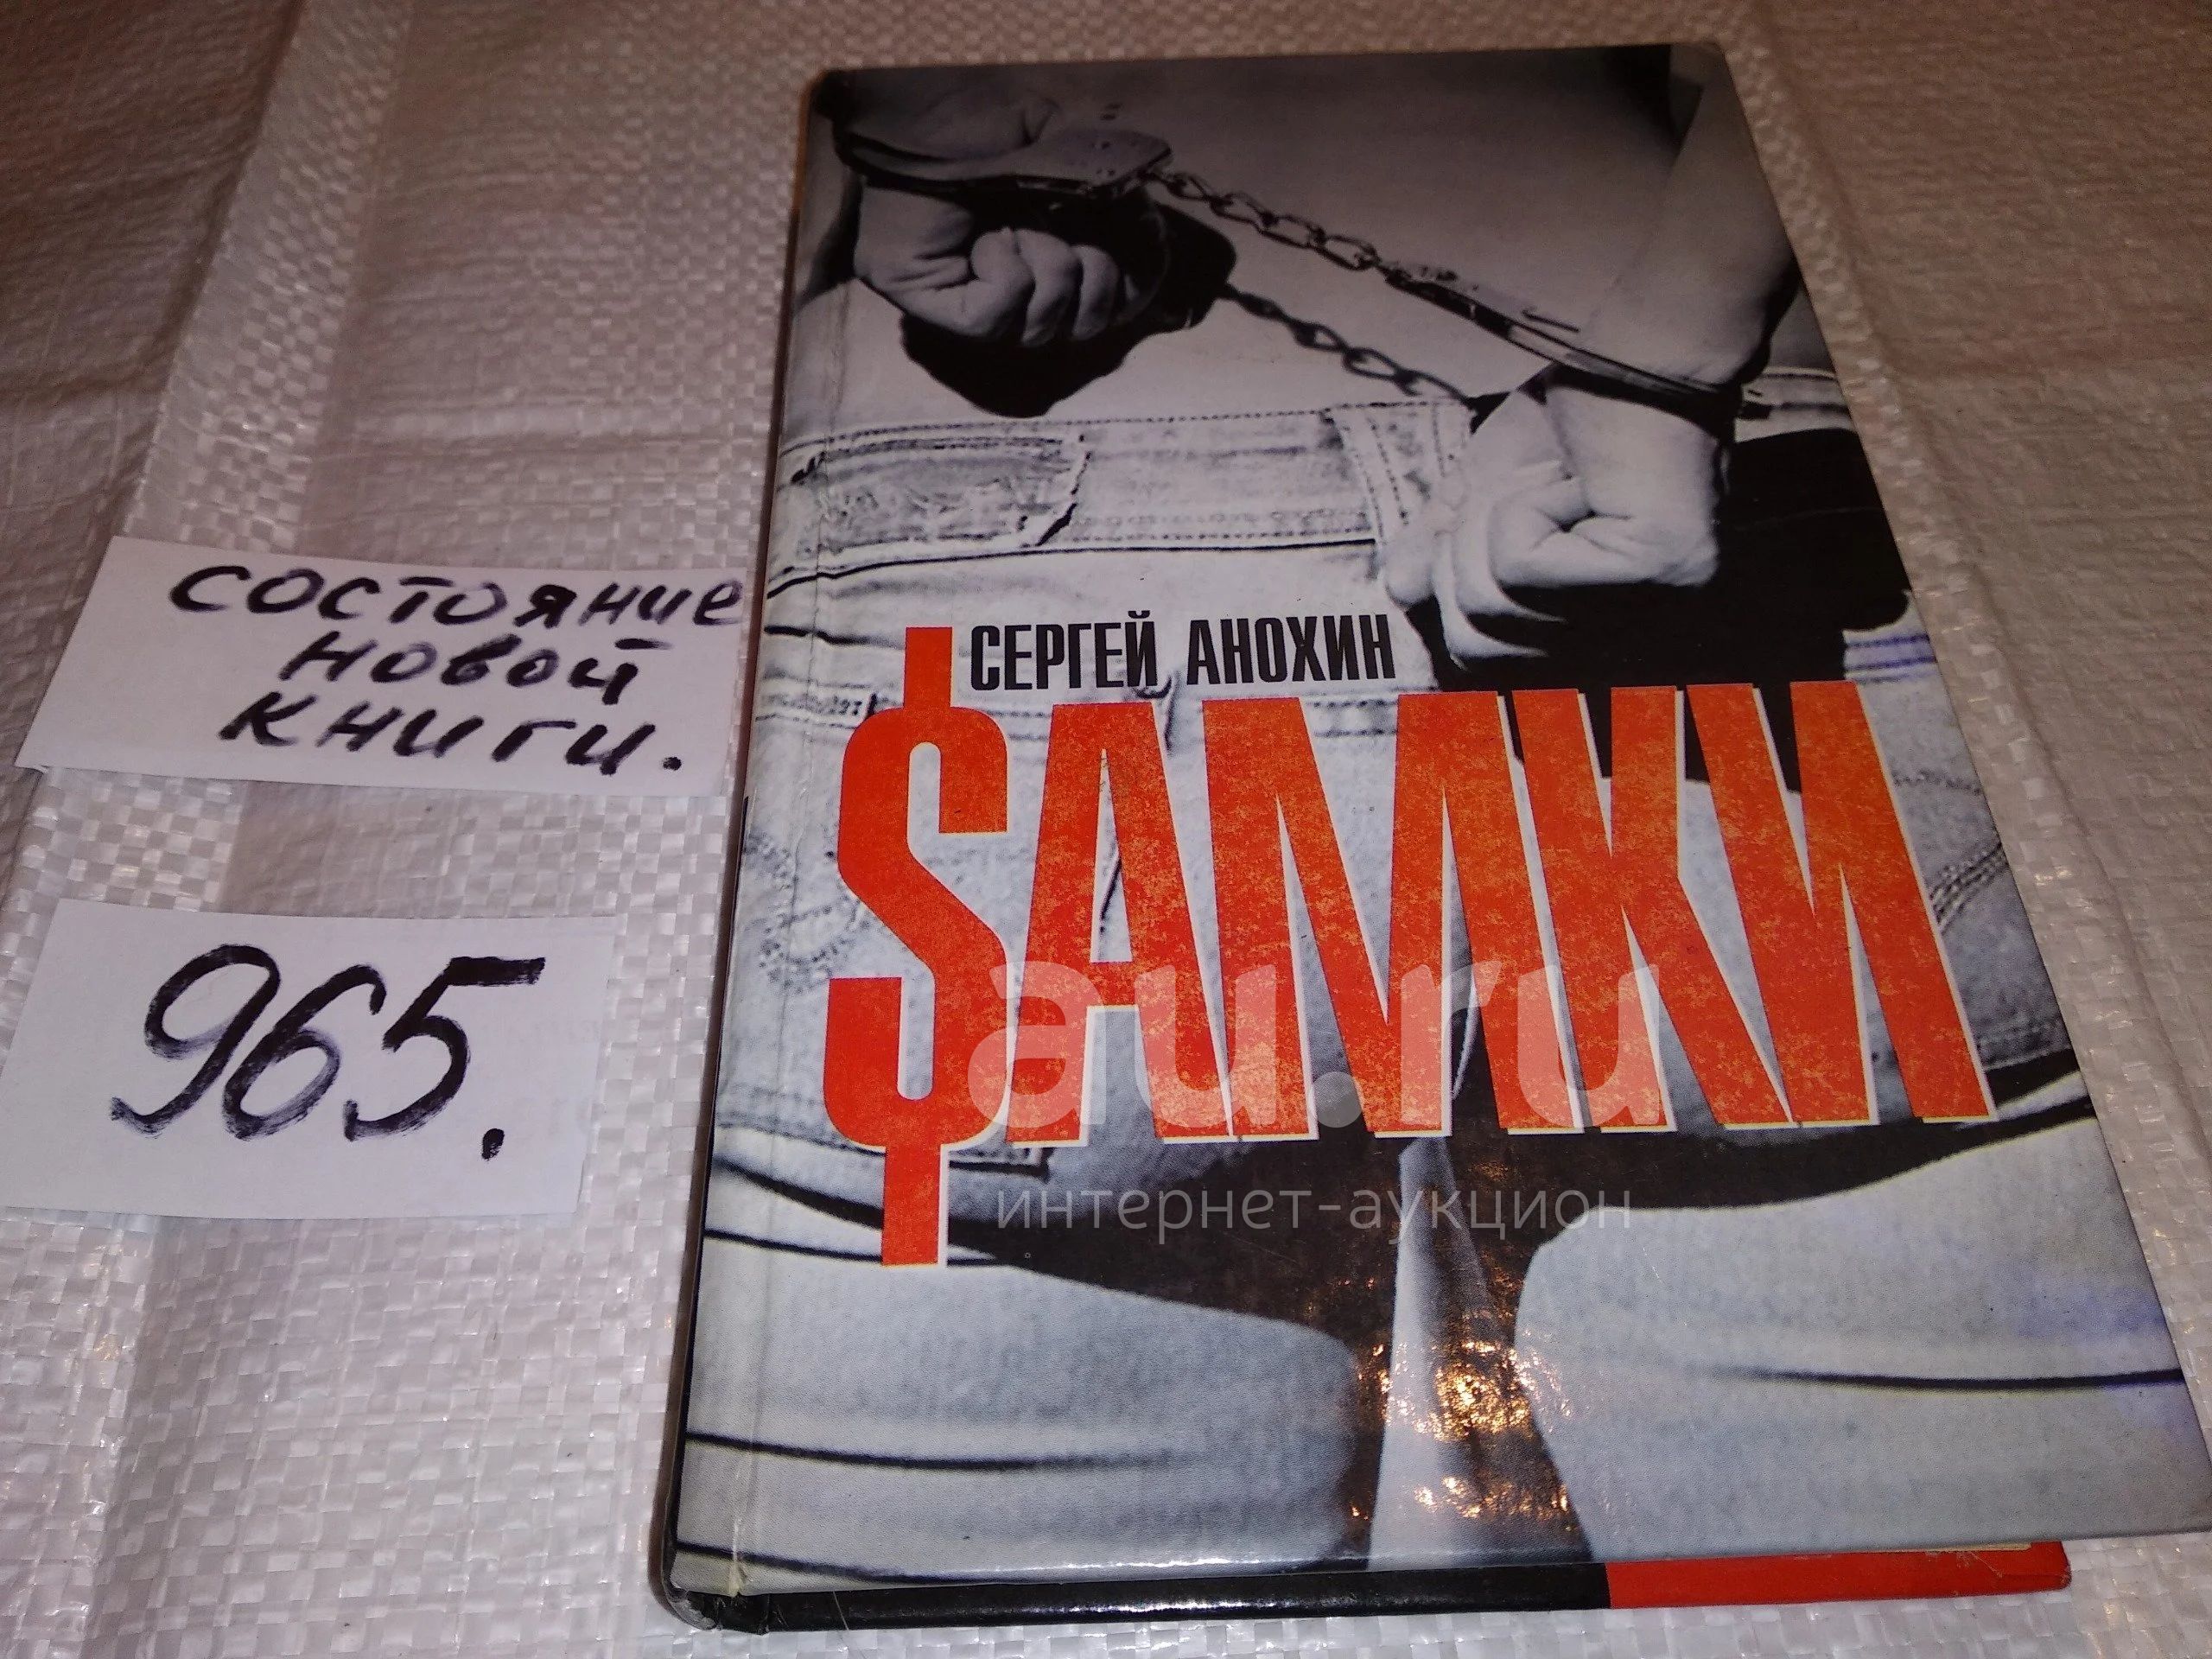 состояние
новой
книги.
965.
СЕРГЕЙ АНОХИН
$АМКИ
au.ru
интернет-аукцион